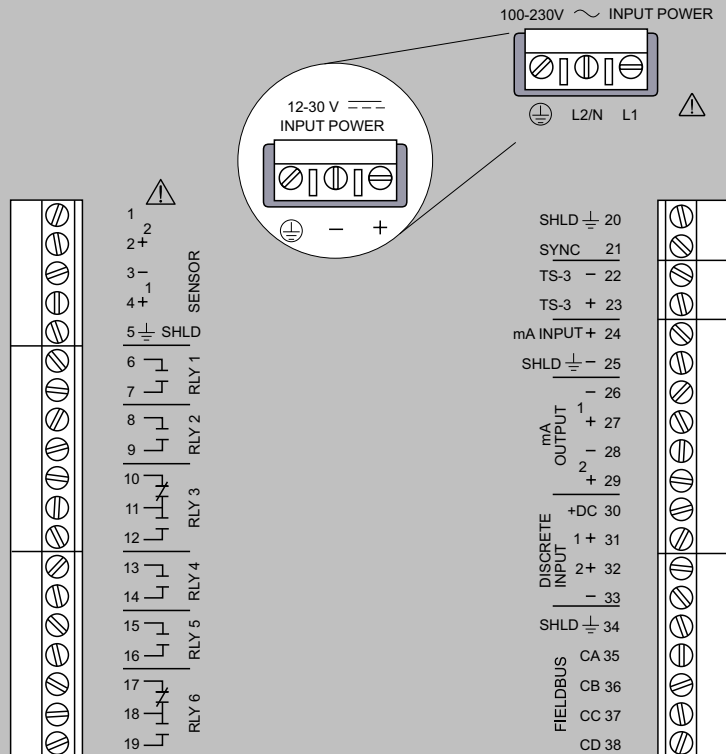 100-230V INPUT POWER
L2/N L1
12-30 V
INPUT POWER
− +
1
2
2+
3−
1
4+
SENSOR
5 SHLD
6
7
RLY 1
8
9
RLY 2
10
11
12
RLY 3
13
14
RLY 4
15
16
RLY 5
17
18
19
RLY 6
SHLD 20
SYNC 21
TS-3 − 22
TS-3 + 23
mA INPUT+ 24
SHLD − 25
− 26
1
+ 27
mA
OUTPUT
− 28
2
+ 29
+DC 30
1 + 31
DISCRETE
INPUT
2+ 32
− 33
SHLD 34
FIELDBUS
CA 35
CB 36
CC 37
CD 38